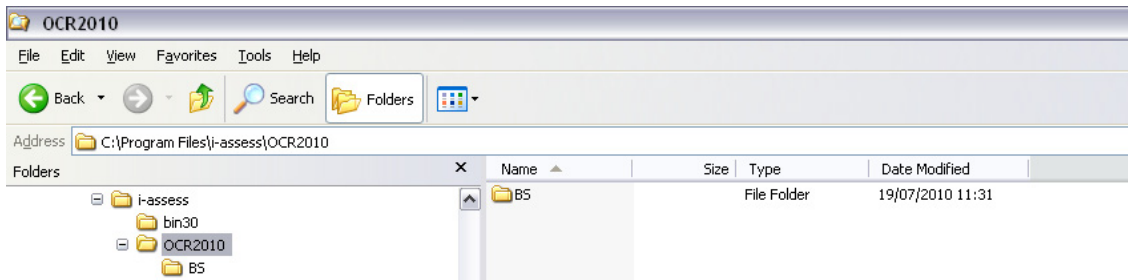 OCR2010
File Edit View Favorites Tools Help
Back Search Folders
Address C:\Program Files\i-assess\OCR2010
Folders x Name Size Type Date Modified
i-assess BS File Folder 19/07/2010 11:31
bin30
OCR2010
BS